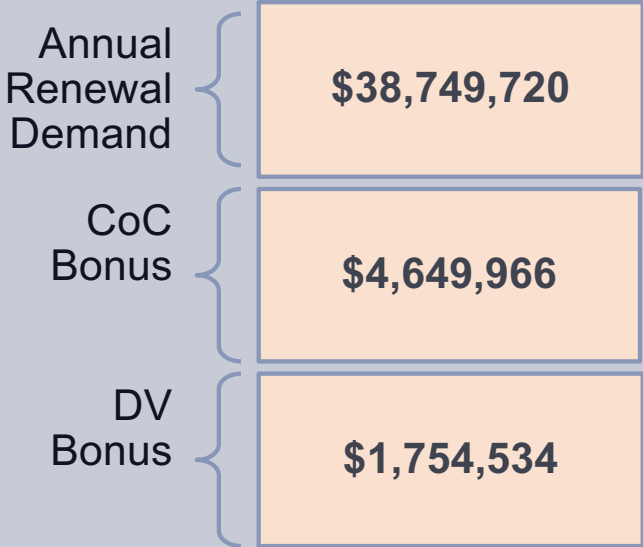 Annual
Renewal
Demand
$38,749,720
CoC
Bonus
$4,649,966
DV
Bonus
$1,754,534